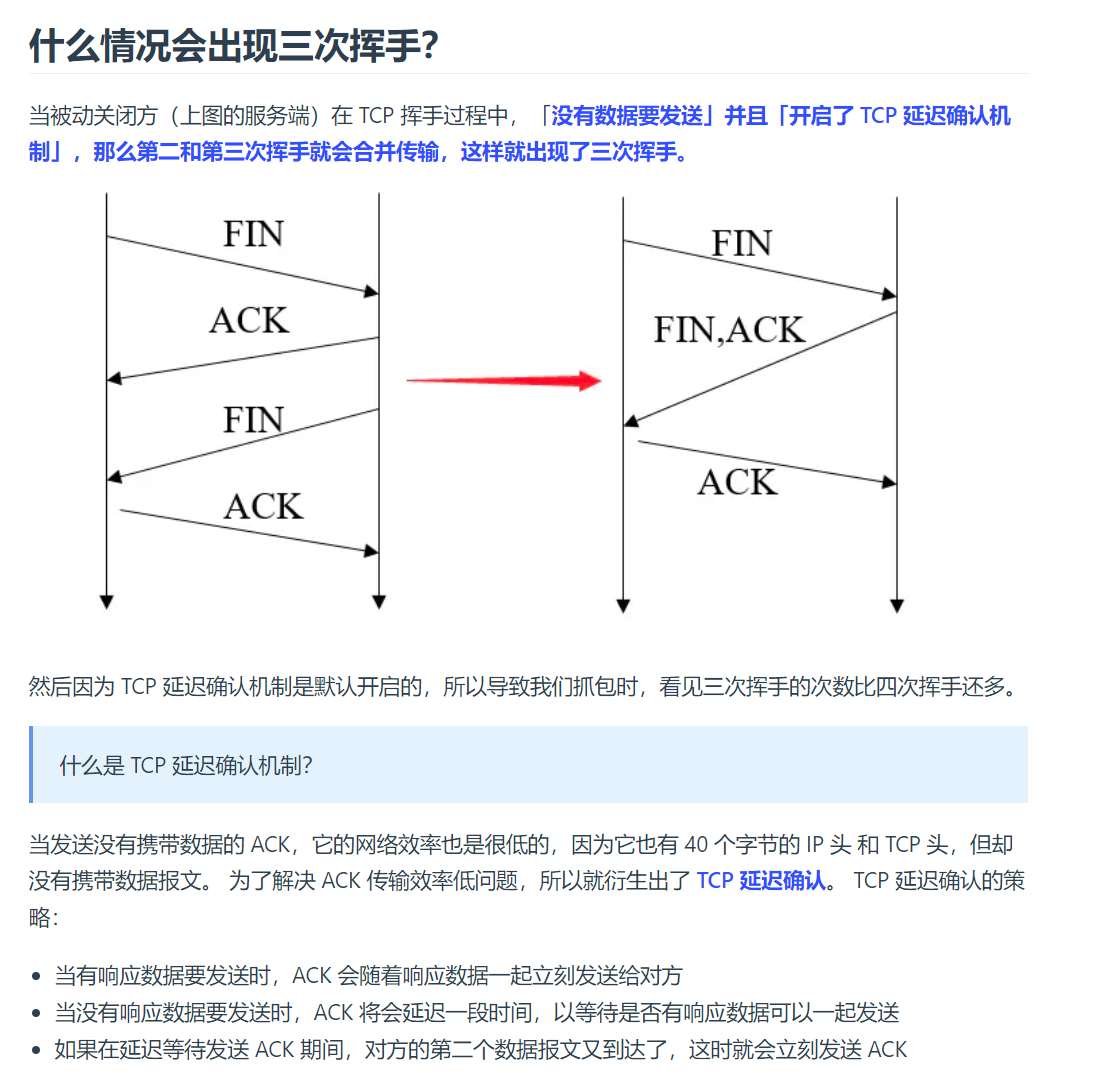 什么情况会出现三次挥手？
当被动关闭方（上图的服务端）在 TCP 挥手过程中，「没有数据要发送」并且「开启了 TCP 延迟确认机
制」，那么第二和第三次挥手就会合并传输，这样就出现了三次挥手。
FIN
ACK
FIN
ACK
FIN
FIN,ACK
ACK
然后因为 TCP 延迟确认机制是默认开启的，所以导致我们抓包时，看见三次挥手的次数比四次挥手还多。
什么是 TCP 延迟确认机制？
当发送没有携带数据的 ACK，它的网络效率也是很低的，因为它也有 40 个字节的 IP 头 和 TCP 头，但却
没有携带数据报文。 为了解决 ACK 传输效率低问题，所以就衍生出了 TCP 延迟确认。 TCP 延迟确认的策
略：
• 当有响应数据要发送时，ACK 会随着响应数据一起立刻发送给对方
• 当没有响应数据要发送时，ACK 将会延迟一段时间，以等待是否有响应数据可以一起发送
• 如果在延迟等待发送 ACK 期间，对方的第二个数据报文又到达了，这时就会立刻发送 ACK